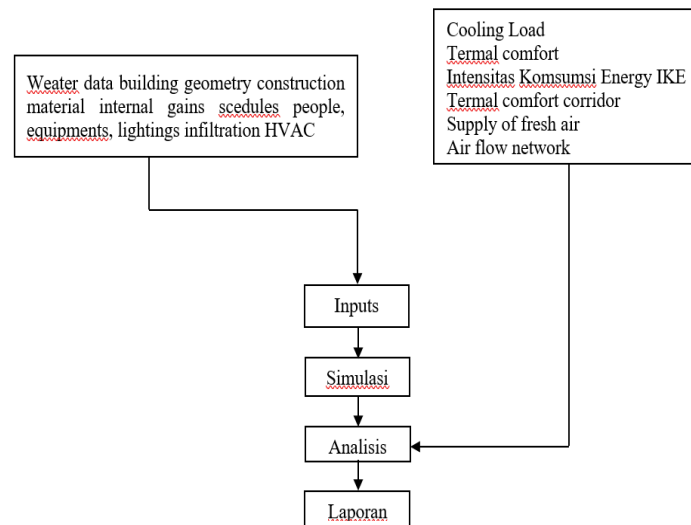 Weater data building geometry construction
material internal gains scedules people,
equipments, lightings infiltration HVAC
Cooling Load
Termal comfort
Intensitas Komsumsi Energy IKE
Termal comfort corridor
Supply of fresh air
Air flow network
Inputs
Simulasi
Analisis
Laporan